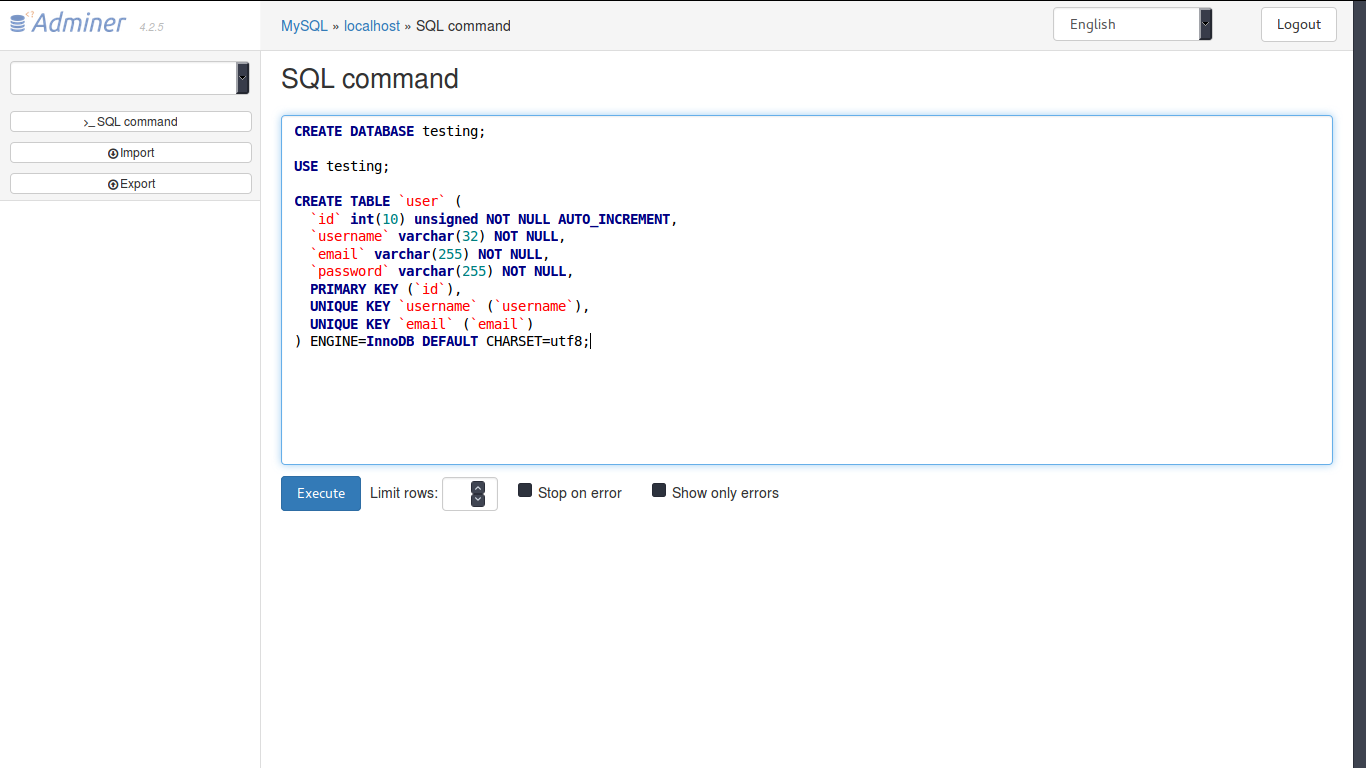 Adminer 4.2.5
MySQL » localhost » SQL command
English
Logout
SQL command
Import
Export
SQL command
CREATE DATABASE testing;
USE testing;
CREATE TABLE `user` (
`id` int(10) unsigned NOT NULL AUTO_INCREMENT,
`username` varchar(32) NOT NULL,
`email` varchar(255) NOT NULL,
`password` varchar(255) NOT NULL,
PRIMARY KEY (`id`),
UNIQUE KEY `username` (`username`),
UNIQUE KEY `email` (`email`)
) ENGINE=InnoDB DEFAULT CHARSET=utf8;
Execute
Limit rows:
Stop on error
Show only errors